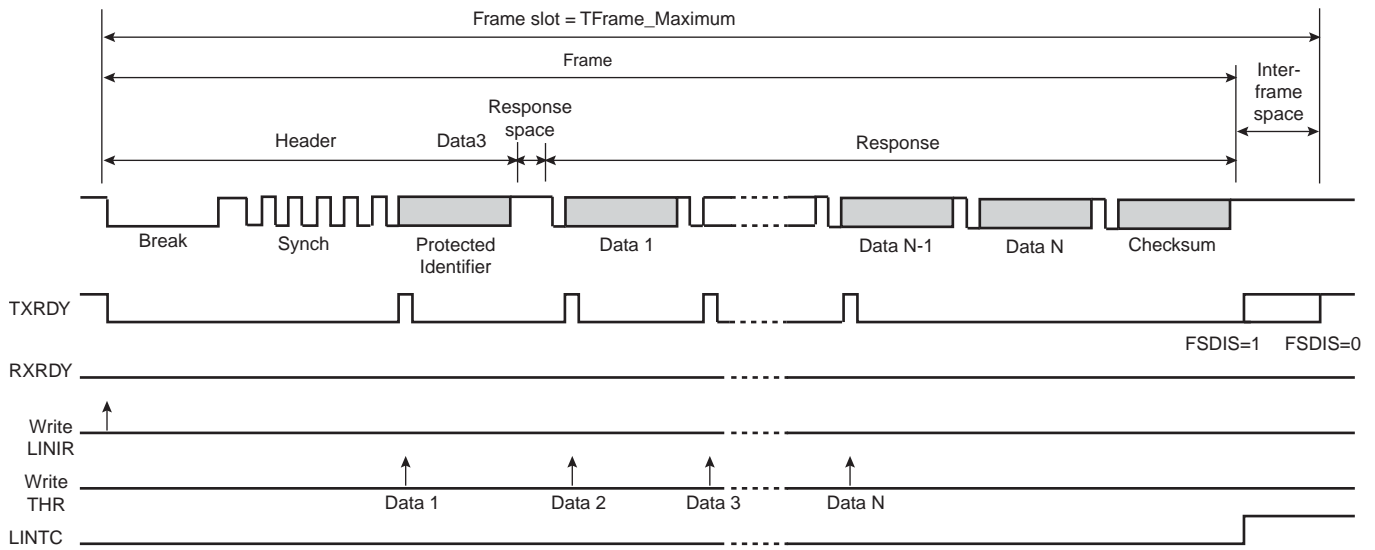 Frame slot = TFrame_Maximum
Frame
Inter-
frame
space
Response
space
Header
Data3
Response
Break
Synch
Protected
Identifier
Data 1
Data N-1
Data N
Checksum
TXRDY
FSDIS=1
FSDIS=0
RXRDY
Write
LINIR
Write
THR
Data 1
Data 2
Data 3
Data N
LINTC